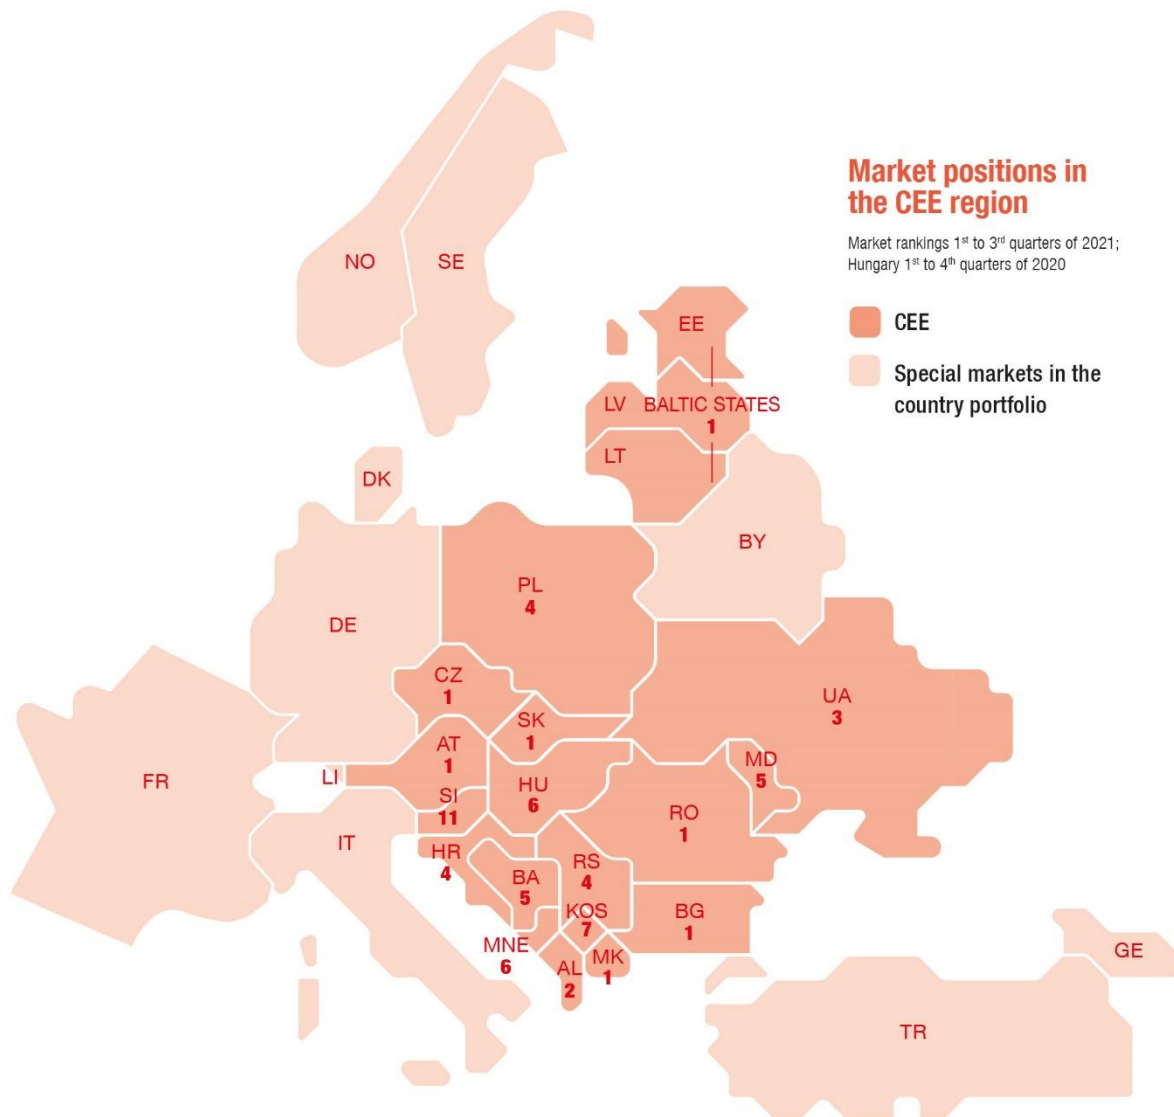 Market positions in
the CEE region
Market rankings 1st to 3rd quarters of 2021;
Hungary 1st to 4th quarters of 2020
CEE
Special markets in the
country portfolio
NO
SE
EE
LV
BALTIC STATES
1
LT
DK
BY
PL
4
DE
CZ
1
UA
3
SK
1
AT
1
MD
5
LI
FR
HU
6
SI
11
RO
1
IT
HR
4
RS
4
BA
5
KOS
7
BG
1
MNE
6
MK
1
AL
2
GE
TR